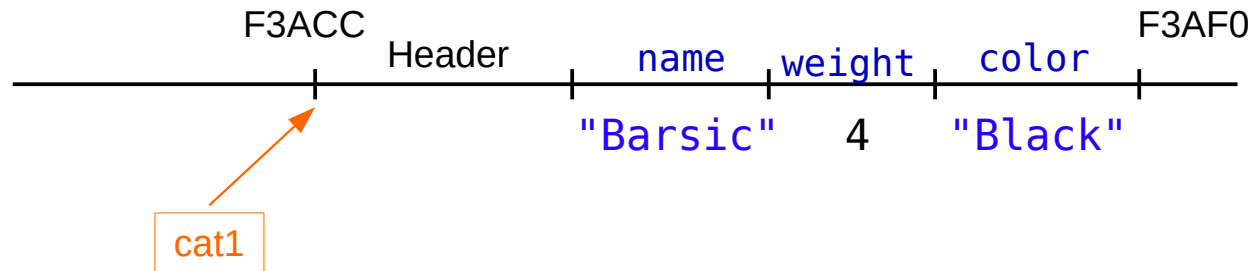 F3ACC
Header
name
weight
color
F3AF0
"Barsic"
4
"Black"
cat1